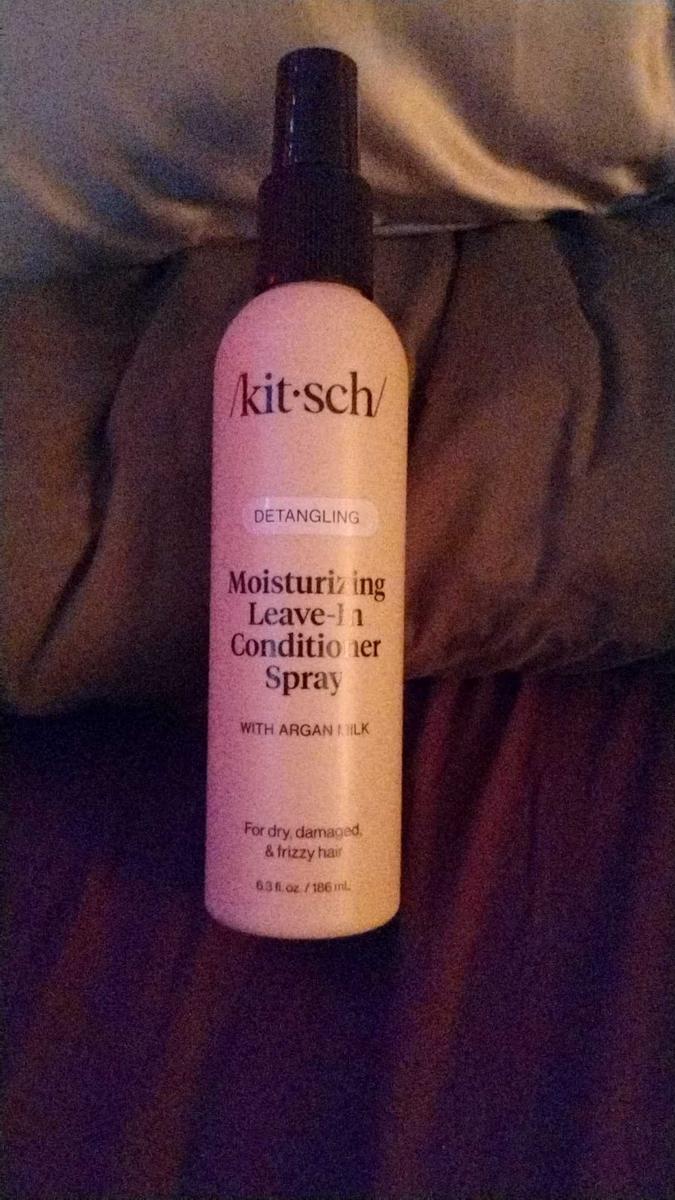 /kit·sch/
DETANGLING
Moisturizing
Leave-In
Conditioner
Spray
WITH ARGAN MILK
For dry, damaged,
& frizzy hair
6.3 fl. oz. / 186 mL